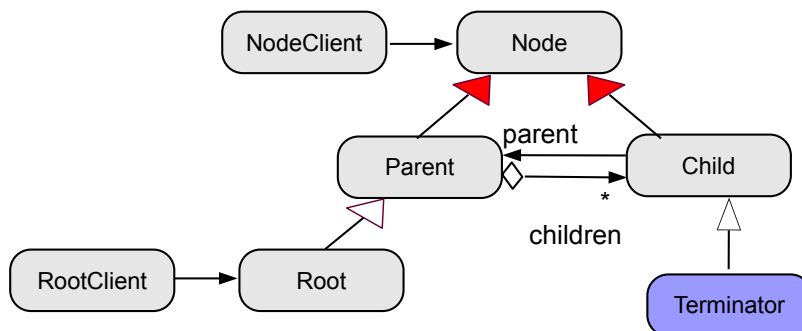 NodeClient
Node
parent
Parent
Child
*
children
RootClient
Root
Terminator